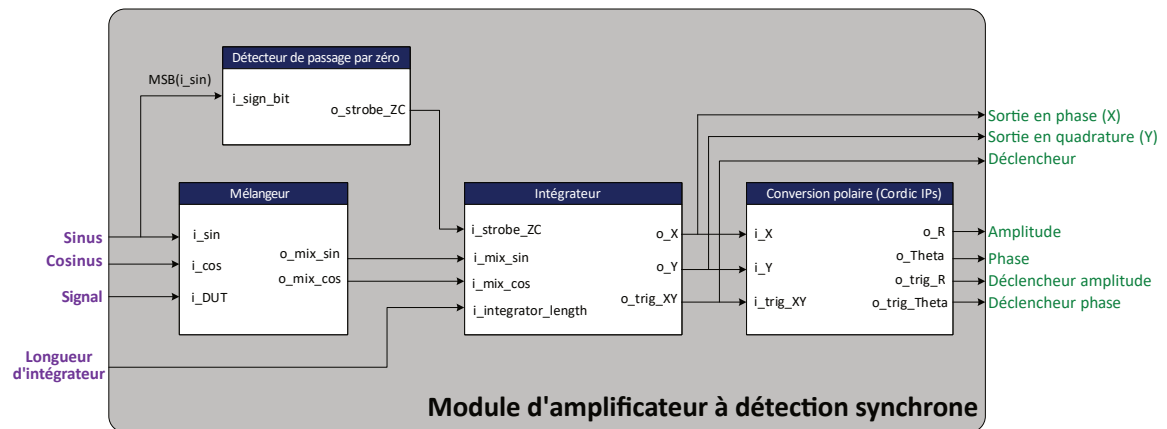 Détecteur de passage par zéro
MSB(i_sin)
i_sign_bit
o_strobe_ZC
Sortie en phase (X)
Sortie en quadrature (Y)
Déclencheur
Mélangeur
Intégrateur
Conversion polaire (Cordic IPs)
Sinus
Cosinus
Signal
i_sin
i_cos
i_DUT
o_mix_sin
o_mix_cos
i_strobe_ZC
i_mix_sin
i_mix_cos
i_integrator_length
o_X
o_Y
o_trig_XY
i_X
i_Y
i_trig_XY
o_R
o_Theta
o_trig_R
o_trig_Theta
Amplitude
Phase
Déclencheur amplitude
Déclencheur phase
Longueur
d'intégrateur
Module d'amplificateur à détection synchrone